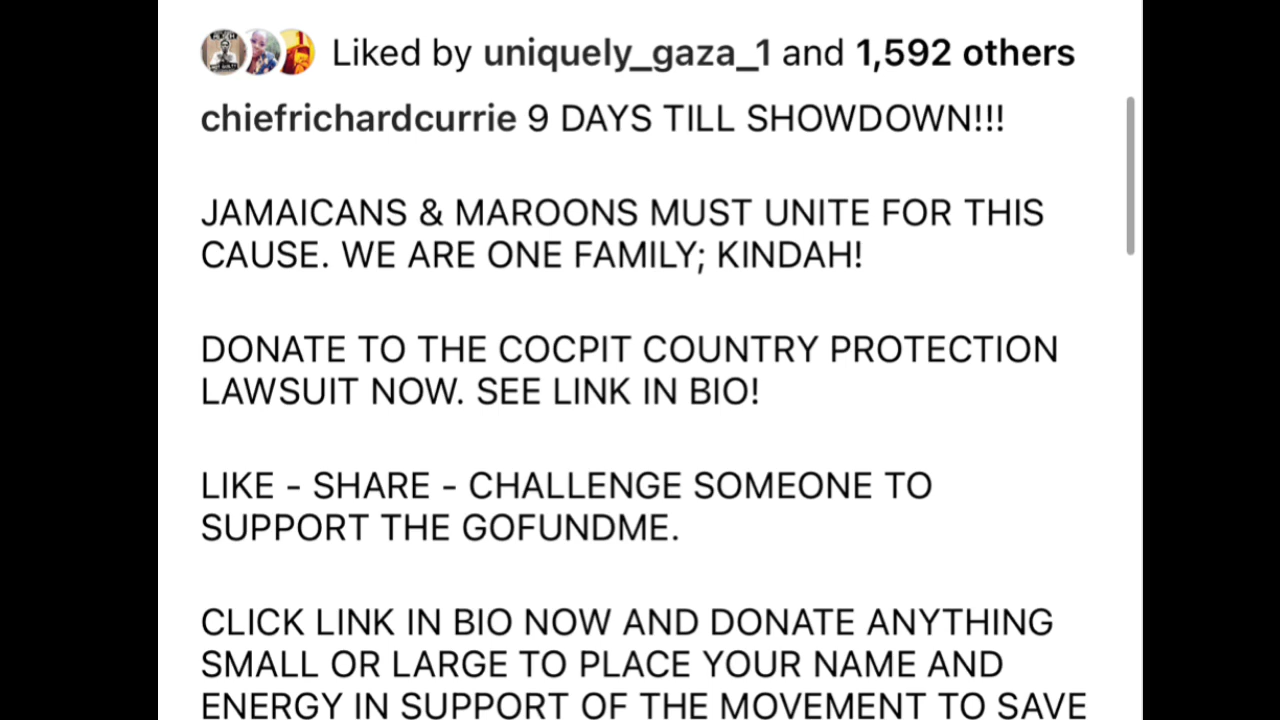 Liked by uniquely_gaza_1 and 1,592 others
chiefrichardcurrie 9 DAYS TILL SHOWDOWN!!!
JAMAICANS & MAROONS MUST UNITE FOR THIS
CAUSE. WE ARE ONE FAMILY; KINDAH!
DONATE TO THE COCPIT COUNTRY PROTECTION
LAWSUIT NOW. SEE LINK IN BIO!
LIKE - SHARE - CHALLENGE SOMEONE TO
SUPPORT THE GOFUNDME.
CLICK LINK IN BIO NOW AND DONATE ANYTHING
SMALL OR LARGE TO PLACE YOUR NAME AND
ENERGY IN SUPPORT OF THE MOVEMENT TO SAVE